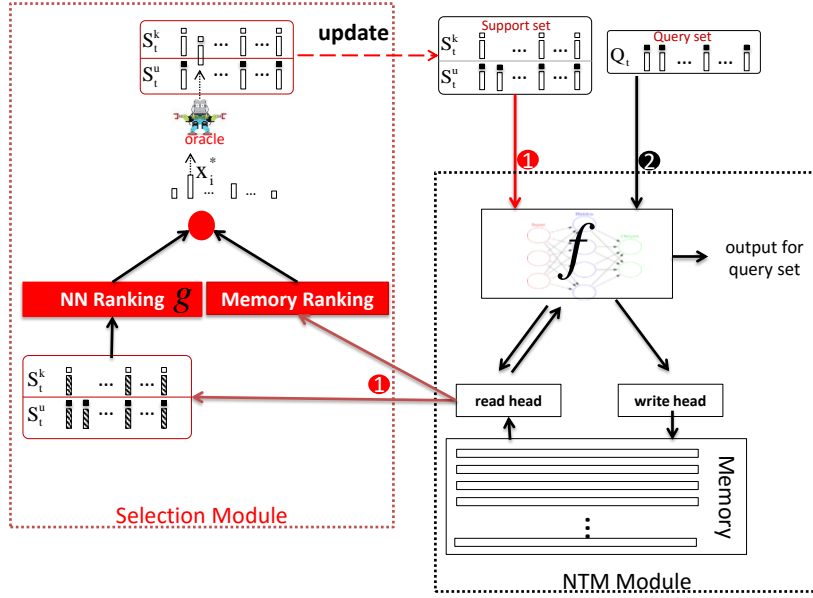 S_t^k ... ...
S_t^u ... ...
update
Support set
S_t^k ... ...
S_t^u ... ...
Query set
Q_t ... ...
oracle
x_i^*
... ...
1
2
f
output for
query set
NN Ranking g
Memory Ranking
S_t^k ... ...
S_t^u ... ...
1
read head
write head
Memory
...
Selection Module
NTM Module